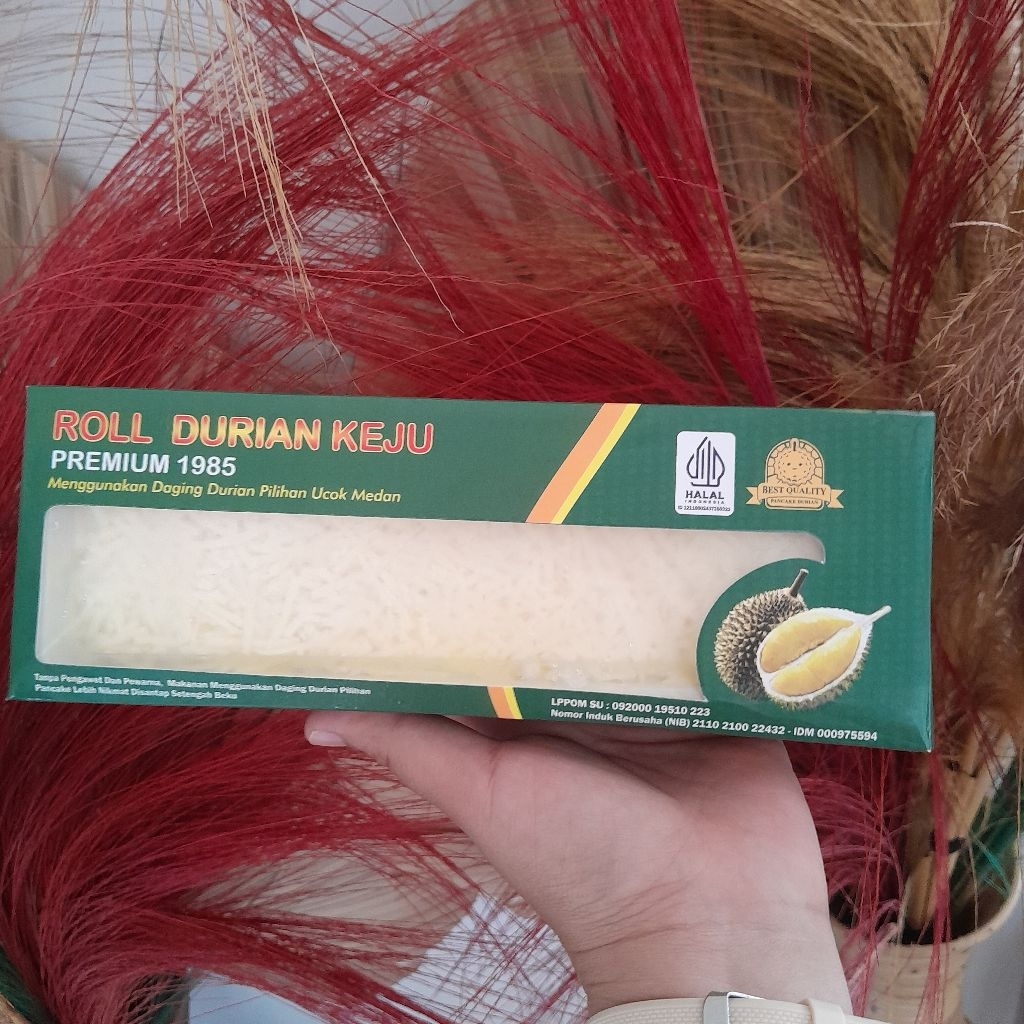 ROLL DURIAN KEJU
PREMIUM 1985
Menggunakan Daging Durian Pilihan Ucok Medan
HALAL
INDONESIA
BEST QUALITY
PANCAKE DURIAN
Tanpa Pengawet Dan Pewarna, Makanan Menggunakan Daging Durian Pilihan
Pancake Lebih Nikmat Disantap Setengah Beku
LPPOM SU : 092000 19510 223
Nomor Induk Berusaha (NIB) 2110 2100 22432 - IDM 000975594